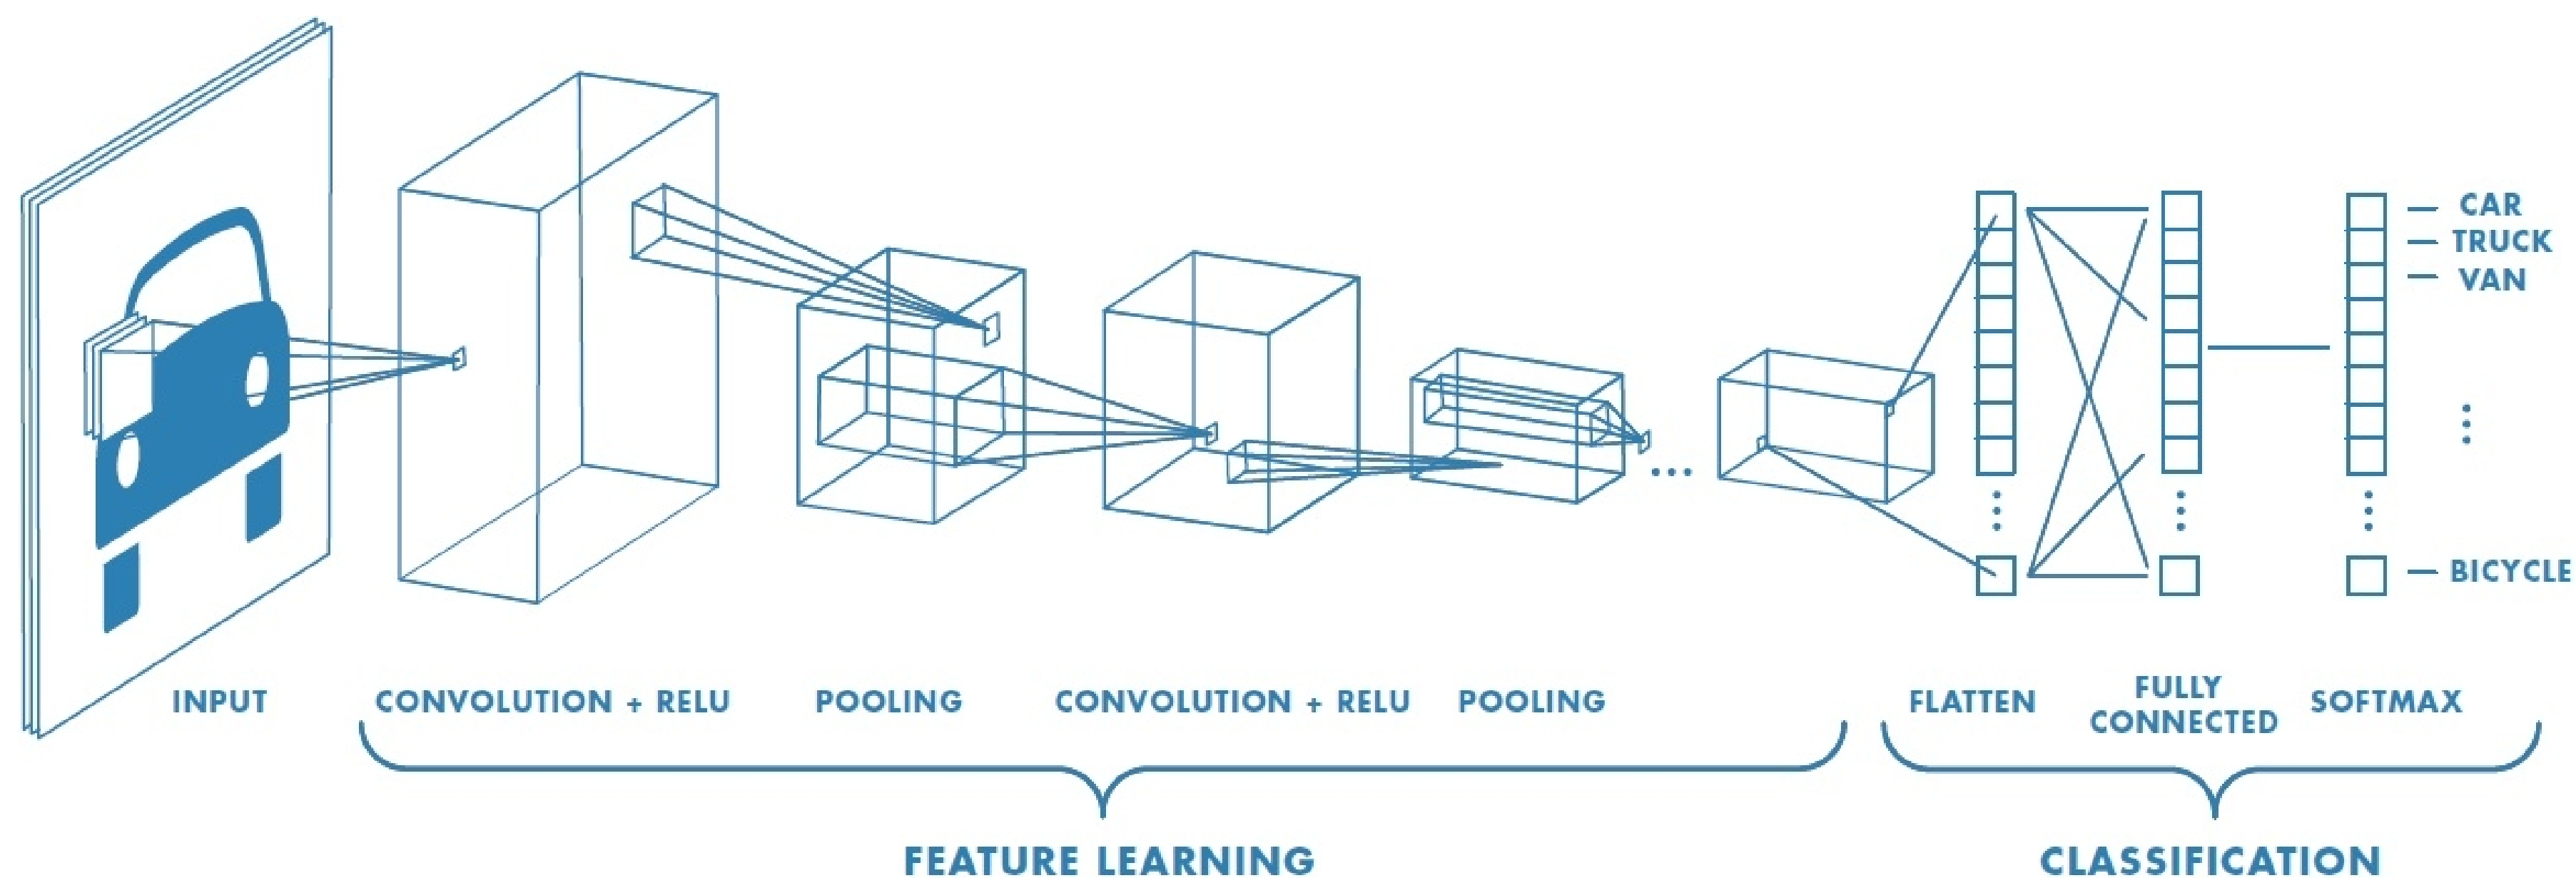 CAR
TRUCK
VAN
BICYCLE
INPUT
CONVOLUTION + RELU
POOLING
CONVOLUTION + RELU
POOLING
FLATTEN
FULLY
CONNECTED
SOFTMAX
FEATURE LEARNING
CLASSIFICATION